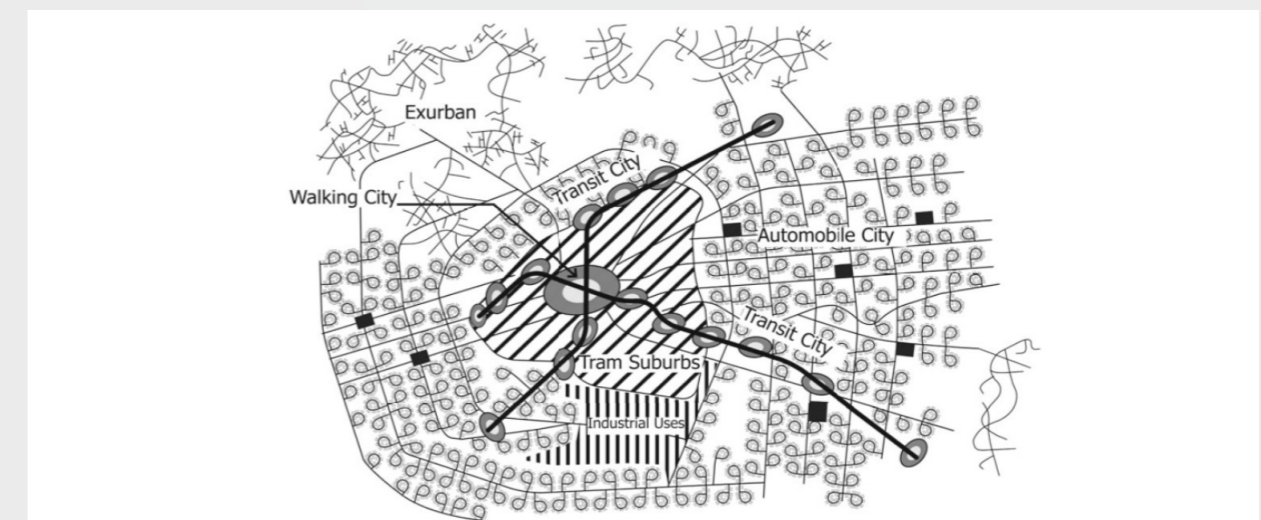 Exurban
Transit City
Walking City
Automobile City
Transit City
Tram Suburbs
Industrial Uses